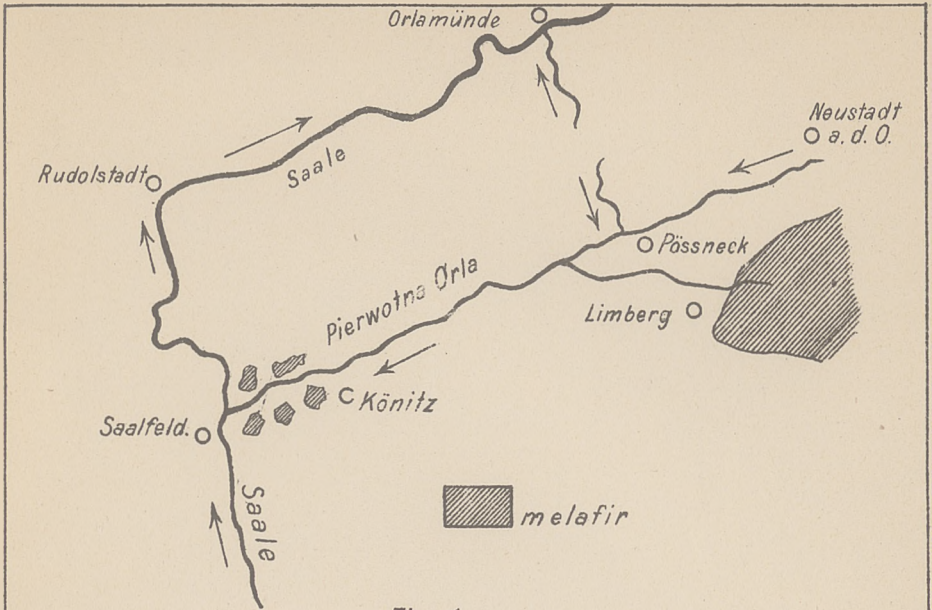 Orlamünde
Neustadt
a.d.O.
Rudolstadt
Saale
Pössneck
Pierwotna Orla
Limberg
Könitz
Saalfeld.
Saale
melafir